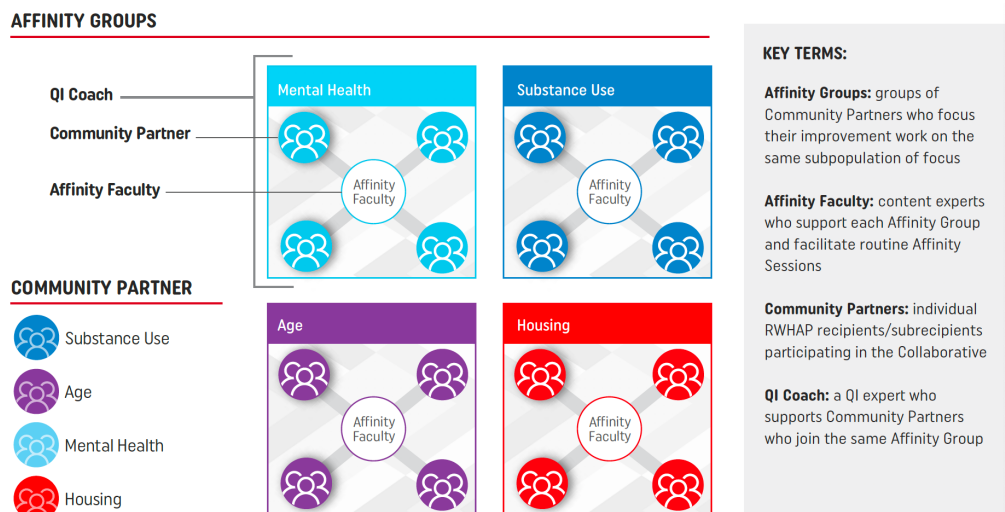 AFFINITY GROUPS
QI Coach
Community Partner
Affinity Faculty
Mental Health
Affinity
Faculty
Substance Use
Affinity
Faculty
COMMUNITY PARTNER
Substance Use
Age
Mental Health
Housing
Age
Affinity
Faculty
Housing
Affinity
Faculty
KEY TERMS:
Affinity Groups: groups of
Community Partners who focus
their improvement work on the
same subpopulation of focus
Affinity Faculty: content experts
who support each Affinity Group
and facilitate routine Affinity
Sessions
Community Partners: individual
RWHAP recipients/subrecipients
participating in the Collaborative
QI Coach: a QI expert who
supports Community Partners
who join the same Affinity Group